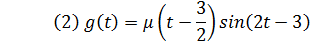 (2) g(t) = μ(t − 3/2) sin(2t − 3)